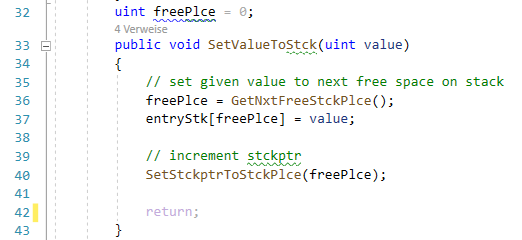 32 uint freePlce = 0;
4 Verweise
33 public void SetValueToStck(uint value)
34 {
35 // set given value to next free space on stack
36 freePlce = GetNxtFreeStckPlce();
37 entryStk[freePlce] = value;
38
39 // increment stckptr
40 SetStckptrToStckPlce(freePlce);
41
42 return;
43 }